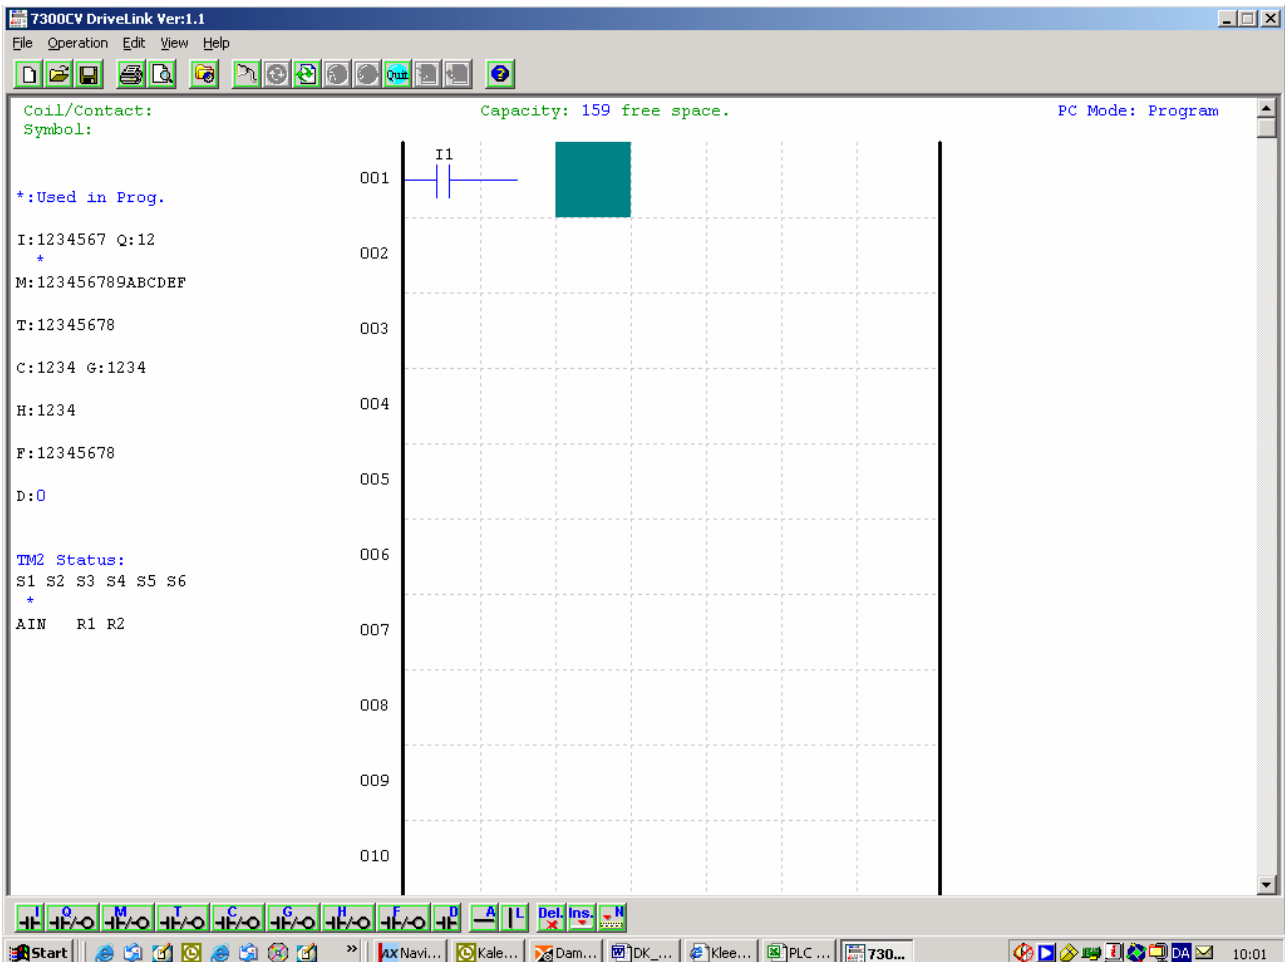 7300CV DriveLink Ver:1.1
File Operation Edit View Help
Quit
Coil/Contact: Capacity: 159 free space. PC Mode: Program
Symbol:
I1
001
*:Used in Prog.
I:1234567 Q:12
*
002
M:123456789ABCDEF
T:12345678
003
C:1234 G:1234
H:1234
004
F:12345678
005
D:0
006
TM2 Status:
S1 S2 S3 S4 S5 S6
*
AIN R1 R2
007
008
009
010
I Q M T C G H F D A L Del. Ins. N
Start » Navi... Kale... Dam... DK_... Klee... PLC ... 730... DA 10:01